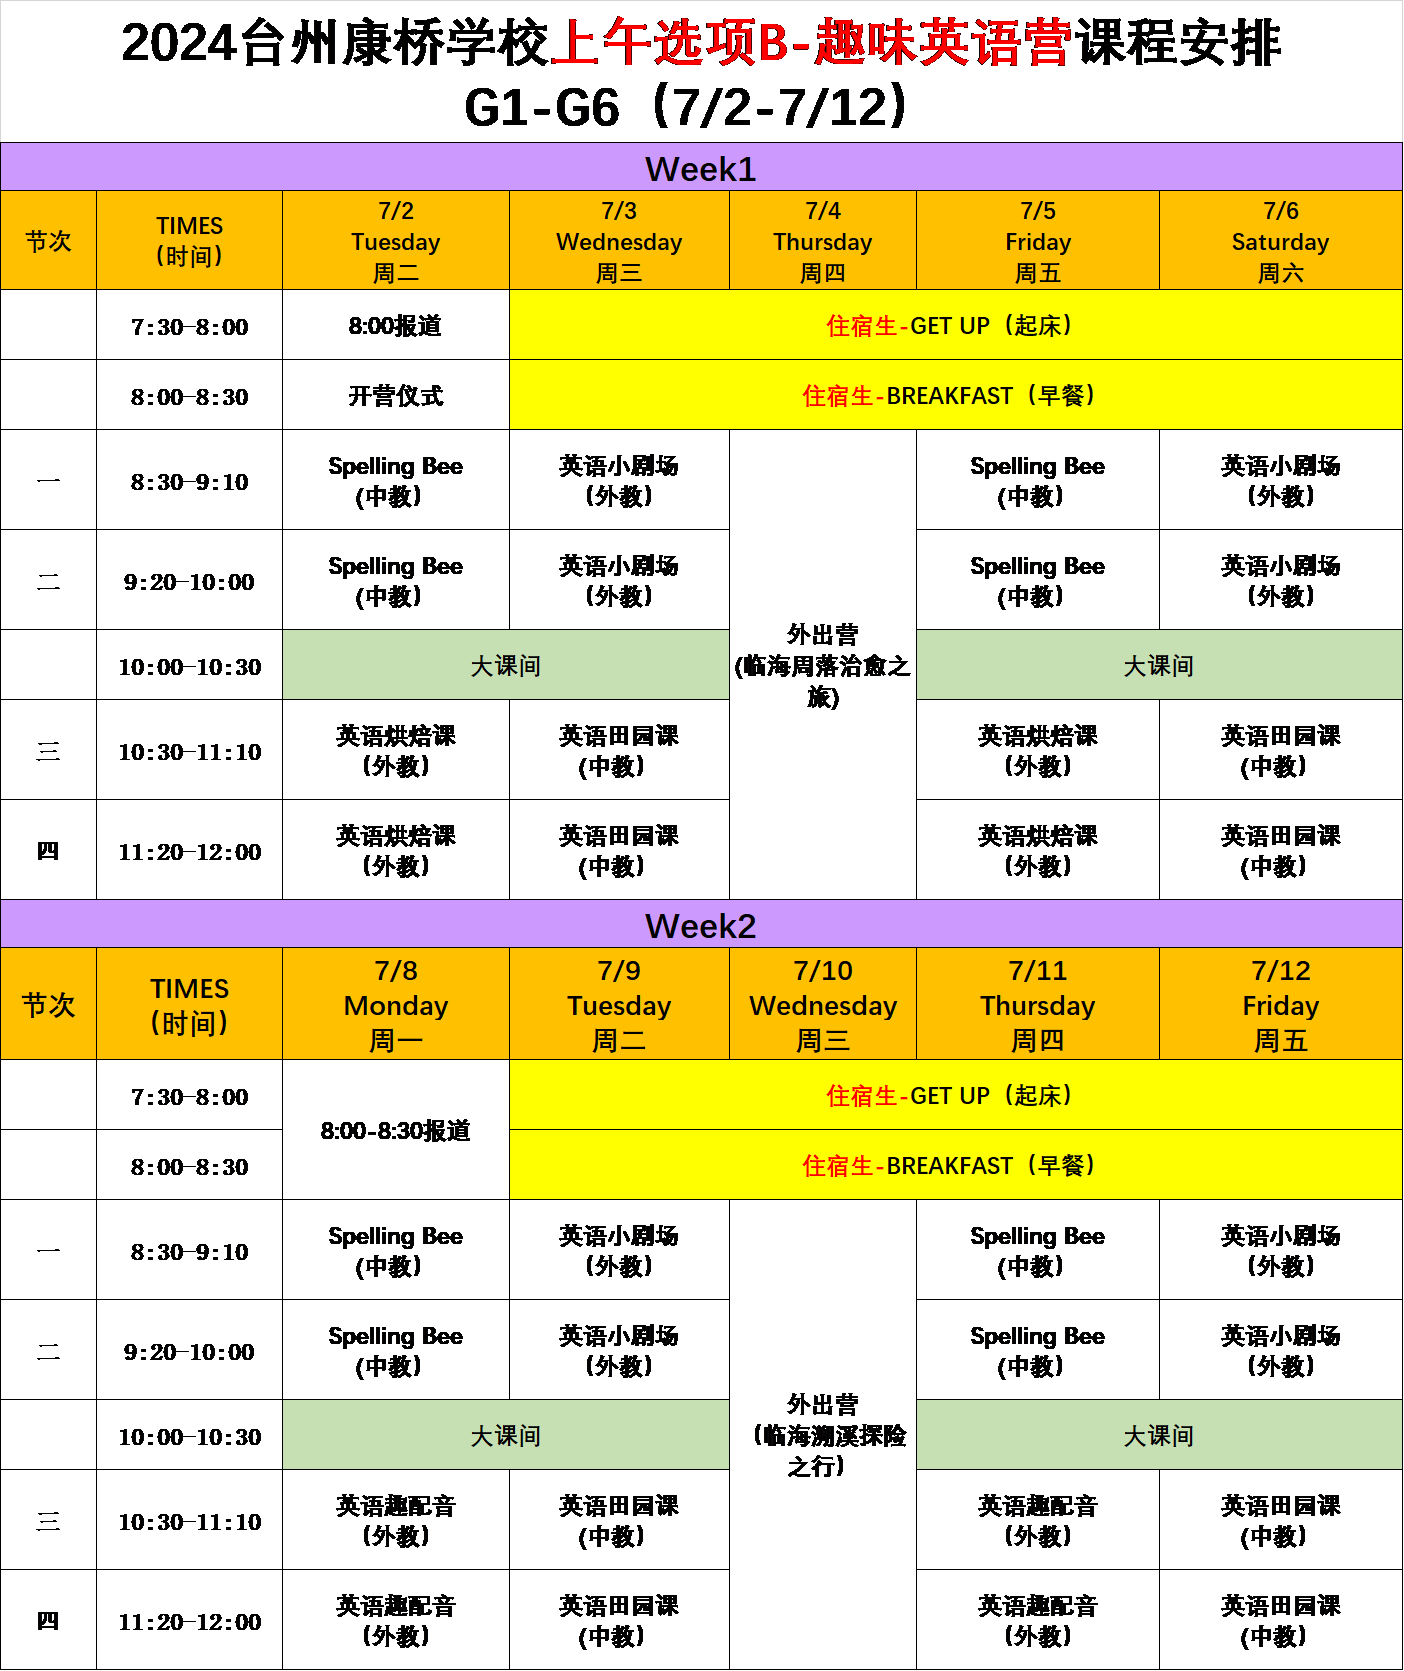 2024台州康桥学校上午选项B-趣味英语营课程安排
G1-G6（7/2-7/12）
Week1
节次
TIMES
（时间）
7/2
Tuesday
周二
7/3
Wednesday
周三
7/4
Thursday
周四
7/5
Friday
周五
7/6
Saturday
周六
7:30-8:00
8:00报道
住宿生-GET UP（起床）
8:00-8:30
开营仪式
住宿生-BREAKFAST（早餐）
一
8:30-9:10
Spelling Bee
(中教）
英语小剧场
（外教）
外出营
(临海周落治愈之
旅)
Spelling Bee
(中教）
英语小剧场
（外教）
二
9:20-10:00
Spelling Bee
(中教）
英语小剧场
（外教）
Spelling Bee
(中教）
英语小剧场
（外教）
10:00-10:30
大课间
大课间
三
10:30-11:10
英语烘焙课
（外教）
英语田园课
(中教）
英语烘焙课
（外教）
英语田园课
(中教）
四
11:20-12:00
英语烘焙课
（外教）
英语田园课
(中教）
英语烘焙课
（外教）
英语田园课
(中教）
Week2
节次
TIMES
（时间）
7/8
Monday
周一
7/9
Tuesday
周二
7/10
Wednesday
周三
7/11
Thursday
周四
7/12
Friday
周五
7:30-8:00
8:00-8:30报道
住宿生-GET UP（起床）
8:00-8:30
住宿生-BREAKFAST（早餐）
一
8:30-9:10
Spelling Bee
(中教）
英语小剧场
（外教）
外出营
（临海溯溪探险
之行）
Spelling Bee
(中教）
英语小剧场
（外教）
二
9:20-10:00
Spelling Bee
(中教）
英语小剧场
（外教）
Spelling Bee
(中教）
英语小剧场
（外教）
10:00-10:30
大课间
大课间
三
10:30-11:10
英语趣配音
（外教）
英语田园课
(中教）
英语趣配音
（外教）
英语田园课
(中教）
四
11:20-12:00
英语趣配音
（外教）
英语田园课
(中教）
英语趣配音
（外教）
英语田园课
(中教）